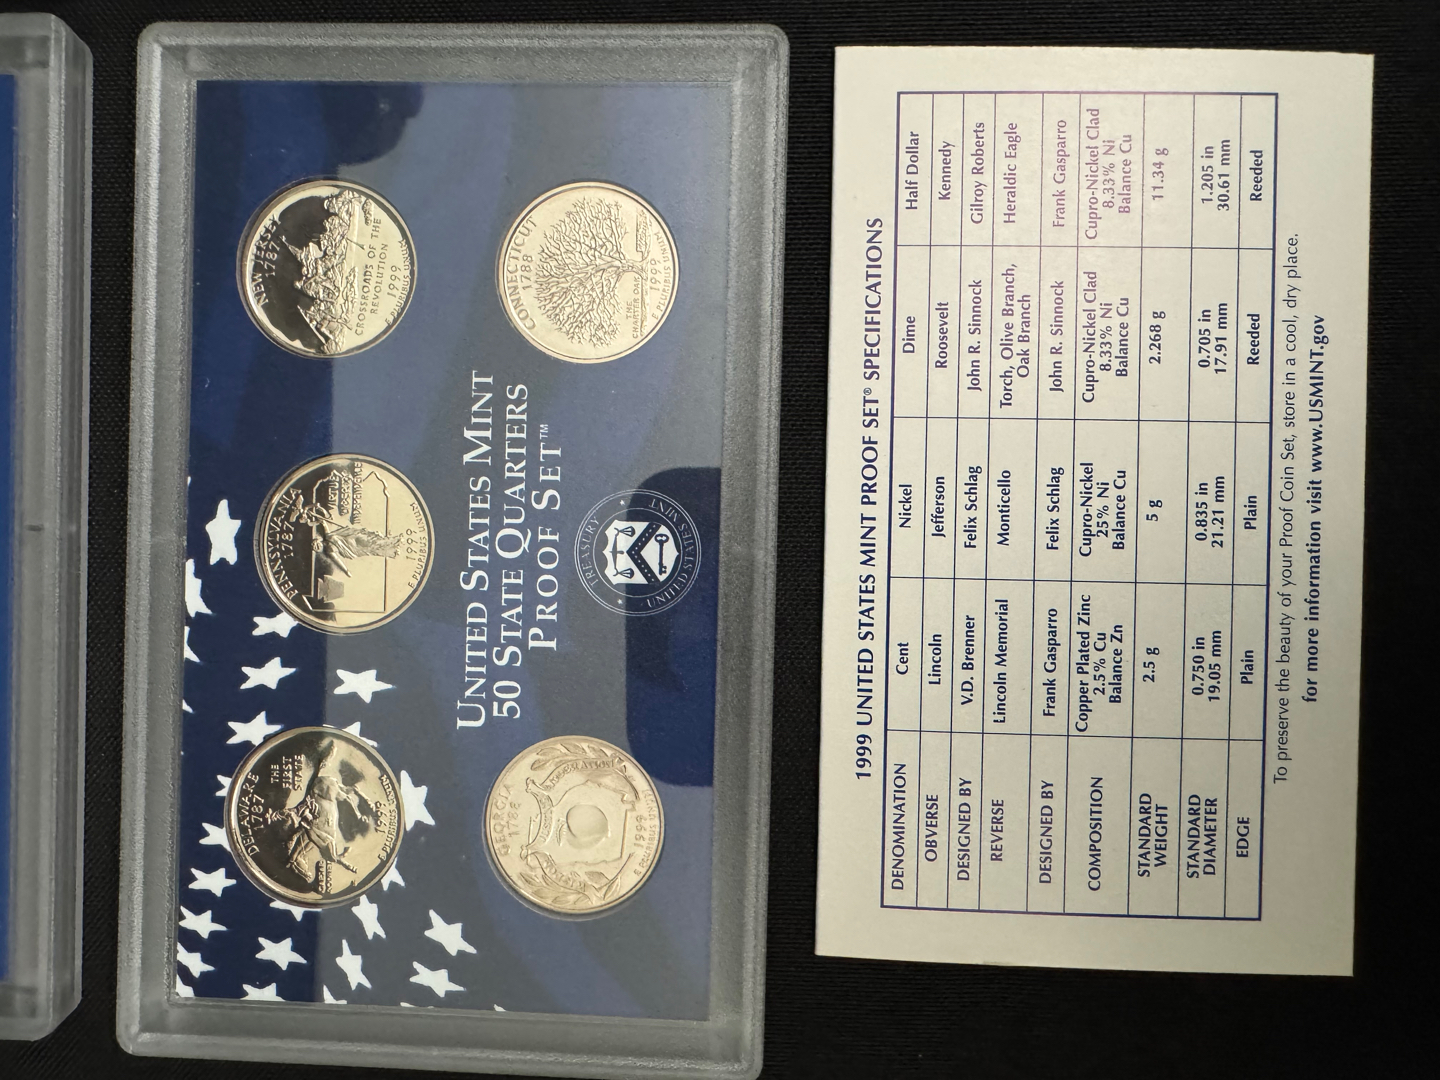 DELAWARE
1787
THE
FIRST
STATE
CAESAR
RODNEY
1999
E PLURIBUS UNUM
PENNSYLVANIA
1787
VIRTUE
LIBERTY
INDEPENDENCE
1999
E PLURIBUS UNUM
NEW JERSEY
1787
CROSSROADS OF THE
REVOLUTION
1999
E PLURIBUS UNUM
UNITED STATES MINT
50 STATE QUARTERS
PROOF SET™
GEORGIA
1788
1999
E PLURIBUS UNUM
TREASURY
UNITED STATES MINT
CONNECTICUT
1788
THE
CHARTER OAK
1999
E PLURIBUS UNUM
1999 UNITED STATES MINT PROOF SET® SPECIFICATIONS
DENOMINATION Cent Nickel Dime Half Dollar
OBVERSE Lincoln Jefferson Roosevelt Kennedy
DESIGNED BY V.D. Brenner Felix Schlag John R. Sinnock Gilroy Roberts
REVERSE Lincoln Memorial Monticello Torch, Olive Branch, Heraldic Eagle
Oak Branch
DESIGNED BY Frank Gasparro Felix Schlag John R. Sinnock Frank Gasparro
COMPOSITION Copper Plated Zinc Cupro-Nickel Cupro-Nickel Clad Cupro-Nickel Clad
2.5% Cu 25% Ni 8.33% Ni 8.33% Ni
Balance Zn Balance Cu Balance Cu Balance Cu
STANDARD
WEIGHT 2.5 g 5 g 2.268 g 11.34 g
STANDARD 0.750 in 0.835 in 0.705 in 1.205 in
DIAMETER 19.05 mm 21.21 mm 17.91 mm 30.61 mm
EDGE Plain Plain Reeded Reeded
To preserve the beauty of your Proof Coin Set, store in a cool, dry place.
for more information visit www.USMINT.gov